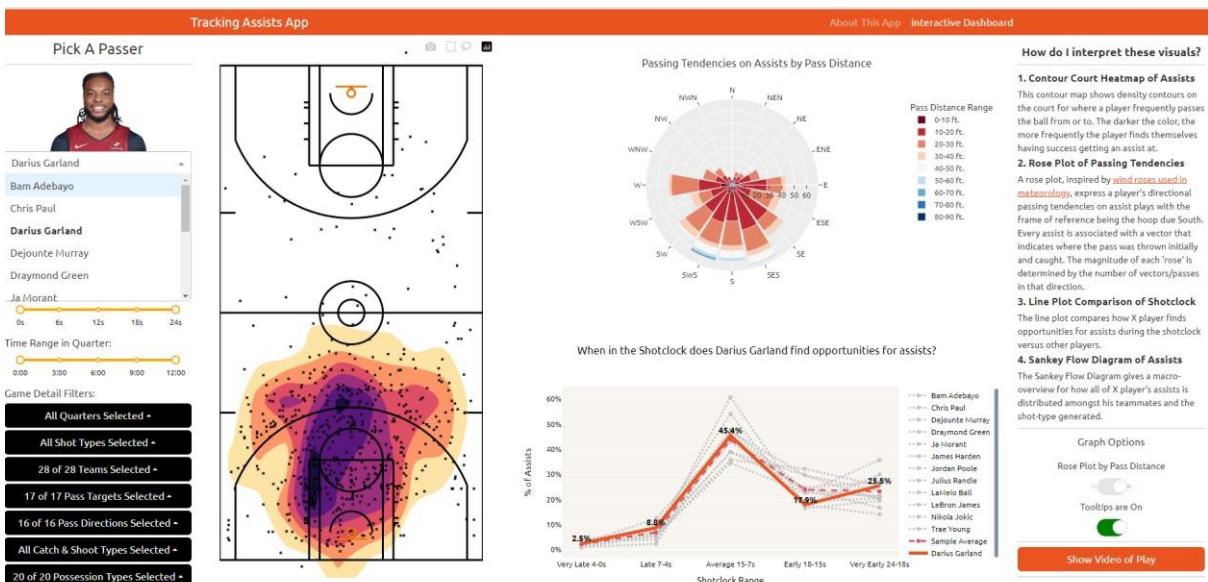 Tracking Assists App
About This App Interactive Dashboard
Pick A Passer
Darius Garland
Bam Adebayo
Chris Paul
Darius Garland
Dejounte Murray
Draymond Green
Ja Morant
0s 6s 12s 18s 24s
Time Range in Quarter:
0:00 3:00 6:00 9:00 12:00
Game Detail Filters:
All Quarters Selected
All Shot Types Selected
28 of 28 Teams Selected
17 of 17 Pass Targets Selected
16 of 16 Pass Directions Selected
All Catch & Shoot Types Selected
20 of 20 Possession Types Selected
Passing Tendencies on Assists by Pass Distance
N
NEN
NE
ENE
E
ESE
SE
SES
S
SwS
SW
WSW
W
WNW
NW
NWN
20 30 40 50 60
Pass Distance Range
0-10 ft.
10-20 ft.
20-30 ft.
30-40 ft.
40-50 ft.
50-60 ft.
60-70 ft.
70-80 ft.
80-90 ft.
When in the Shotclock does Darius Garland find opportunities for assists?
% of Assists
60%
50%
40%
30%
20%
10%
0%
2.5%
8.8%
45.4%
17.9%
25.5%
Very Late 4-0s
Late 7-4s
Average 15-7s
Early 18-15s
Very Early 24-18s
Shotclock Range
Bam Adebayo
Chris Paul
Dejounte Murray
Draymond Green
Ja Morant
James Harden
Jordan Poole
Julius Randle
LaMelo Ball
LeBron James
Nikola Jokic
Trae Young
Sample Average
Darius Garland
How do I interpret these visuals?
1. Contour Court Heatmap of Assists
This contour map shows density contours on
the court for where a player frequently passes
the ball from or to. The darker the color, the
more frequently the player finds themselves
having success getting an assist at.
2. Rose Plot of Passing Tendencies
A rose plot, inspired by wind roses used in
meteorology, express a player's directional
passing tendencies on assist plays with the
frame of reference being the hoop due South.
Every assist is associated with a vector that
indicates where the pass was thrown initially
and caught. The magnitude of each 'rose' is
determined by the number of vectors/passes
in that direction.
3. Line Plot Comparison of Shotclock
The line plot compares how X player finds
opportunities for assists during the shotclock
versus other players.
4. Sankey Flow Diagram of Assists
The Sankey Flow Diagram gives a macro-
overview for how all of X player's assists is
distributed amongst his teammates and the
shot-type generated.
Graph Options
Rose Plot by Pass Distance
Tooltips are On
Show Video of Play